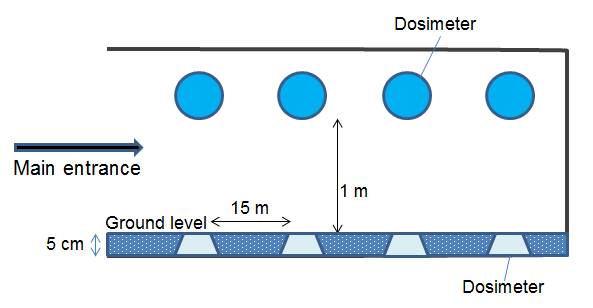 Dosimeter
Main entrance
1 m
15 m
Ground level
5 cm
Dosimeter